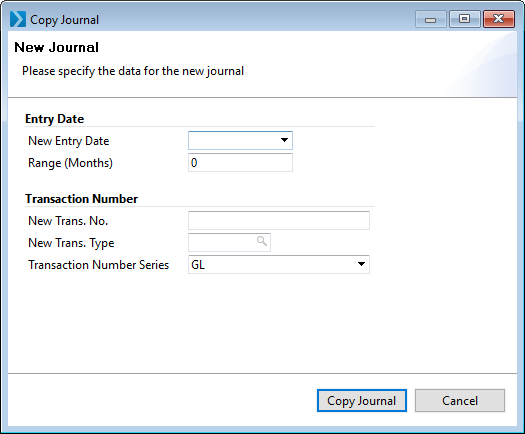 Copy Journal
New Journal
Please specify the data for the new journal
Entry Date
New Entry Date
Range (Months) 0
Transaction Number
New Trans. No.
New Trans. Type
Transaction Number Series GL
Copy Journal Cancel